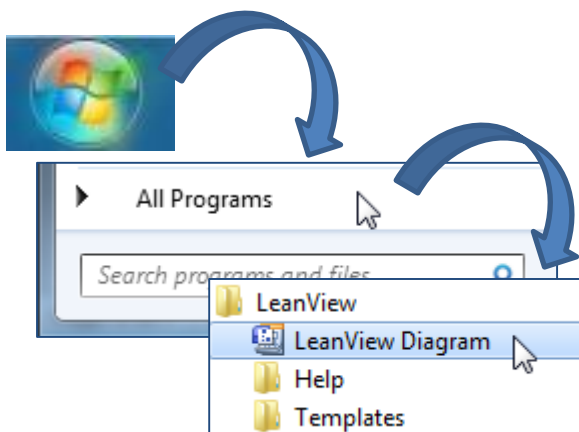 All Programs
Search programs and files
LeanView
LeanView Diagram
Help
Templates